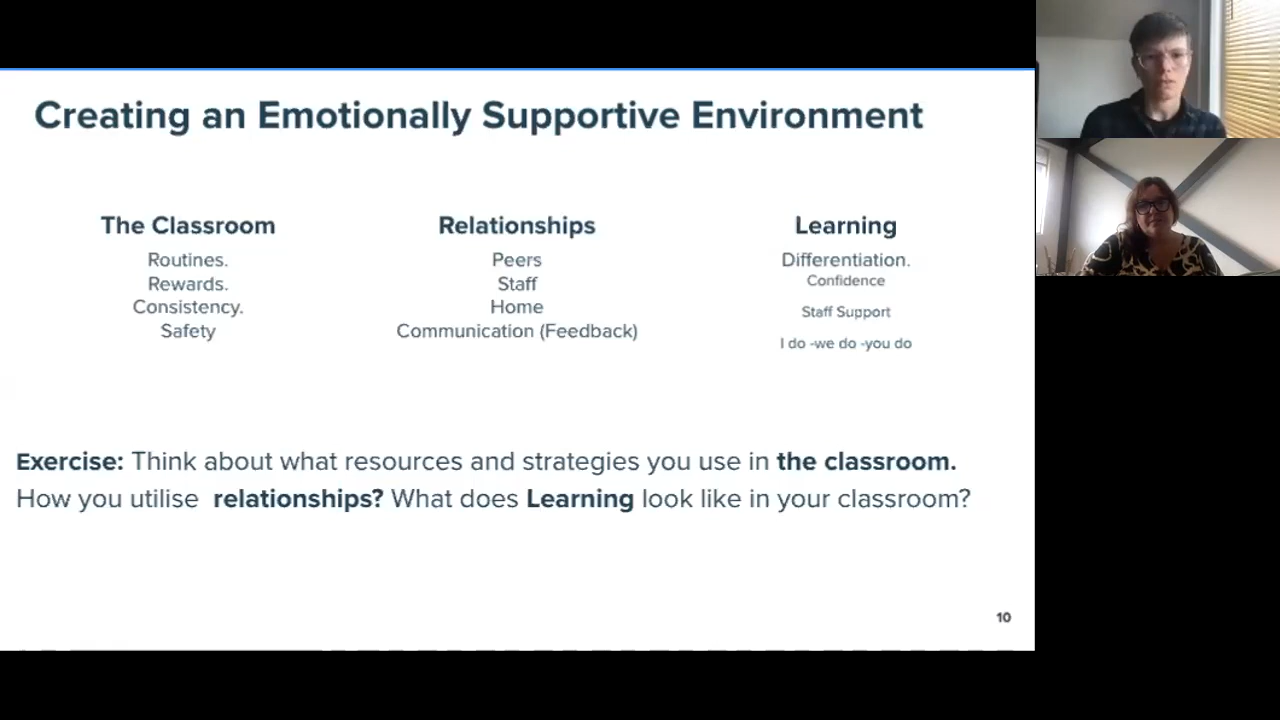 Creating an Emotionally Supportive Environment
The Classroom
Routines.
Rewards.
Consistency.
Safety
Relationships
Peers
Staff
Home
Communication (Feedback)
Learning
Differentiation.
Confidence
Staff Support
I do -we do -you do
Exercise: Think about what resources and strategies you use in the classroom.
How you utilise relationships? What does Learning look like in your classroom?
10